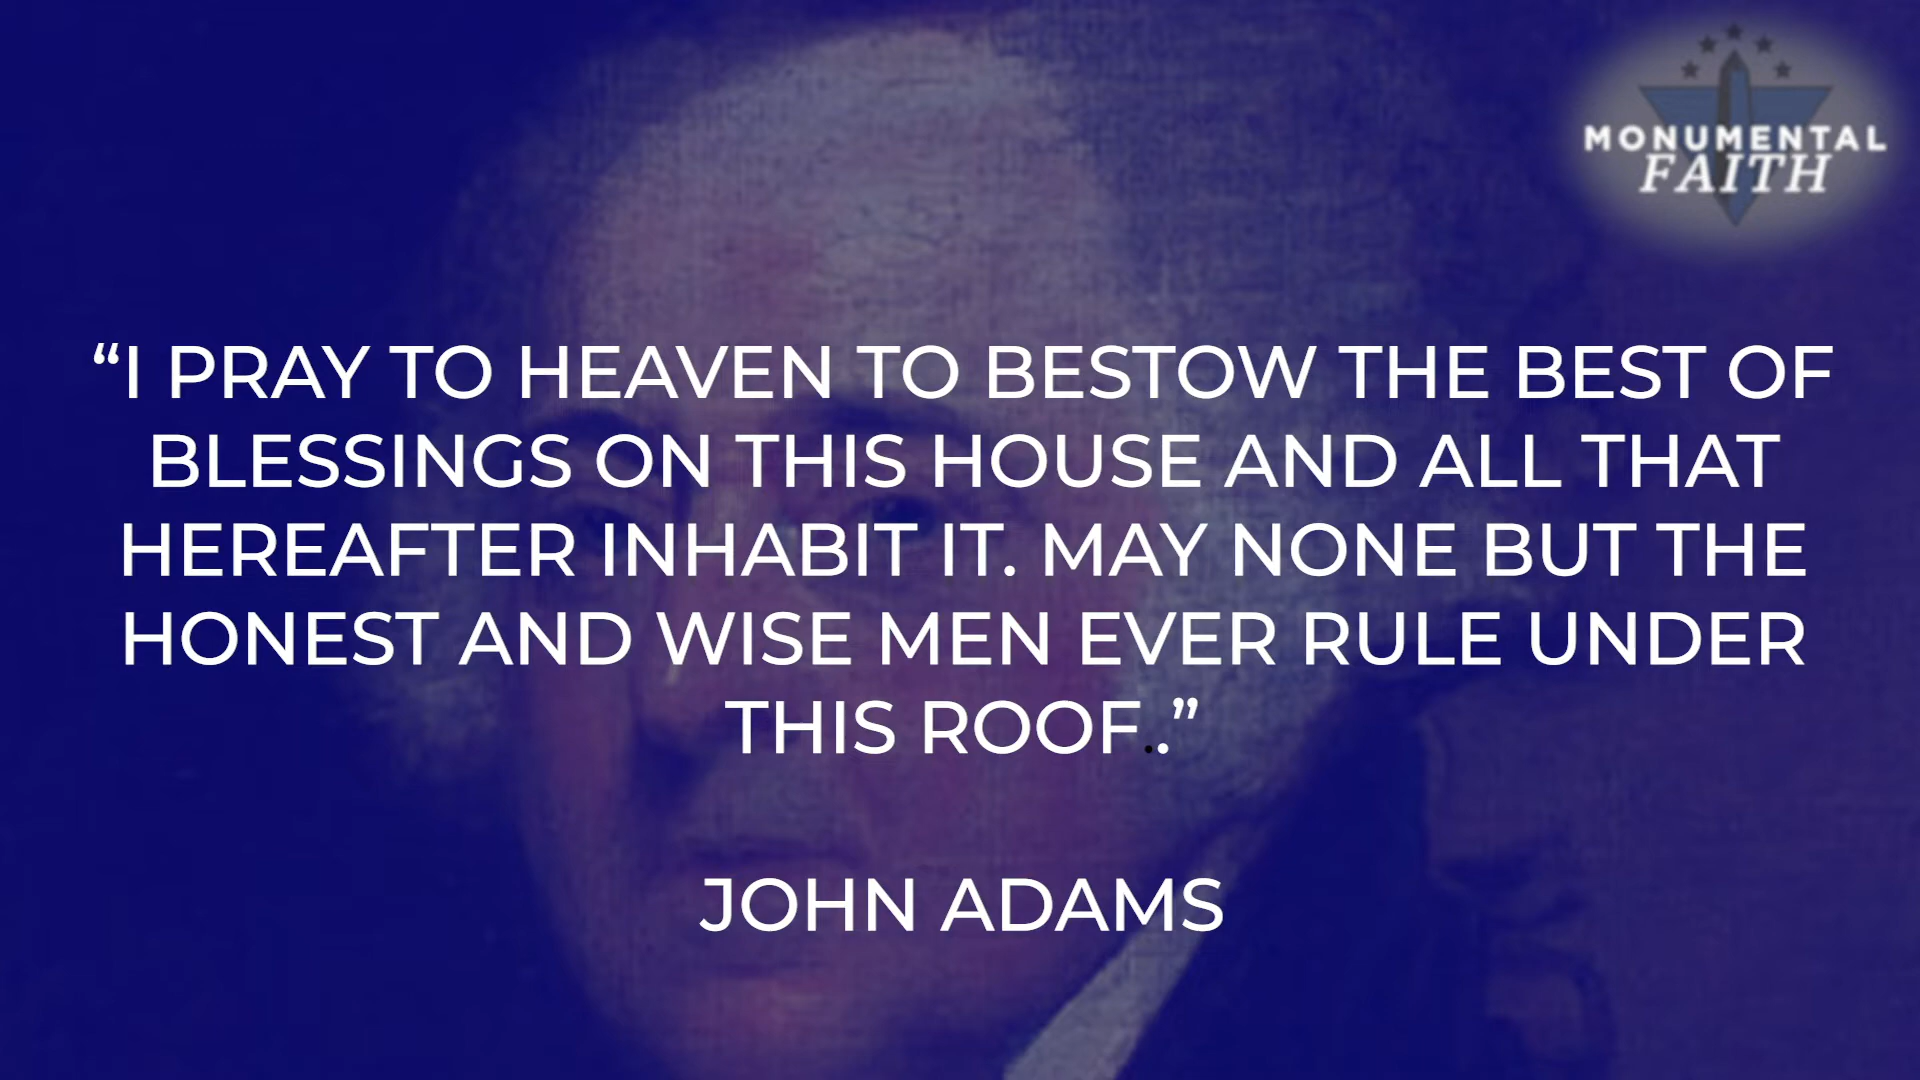 MONUMENTAL
FAITH
“I PRAY TO HEAVEN TO BESTOW THE BEST OF
BLESSINGS ON THIS HOUSE AND ALL THAT
HEREAFTER INHABIT IT. MAY NONE BUT THE
HONEST AND WISE MEN EVER RULE UNDER
THIS ROOF..”
JOHN ADAMS